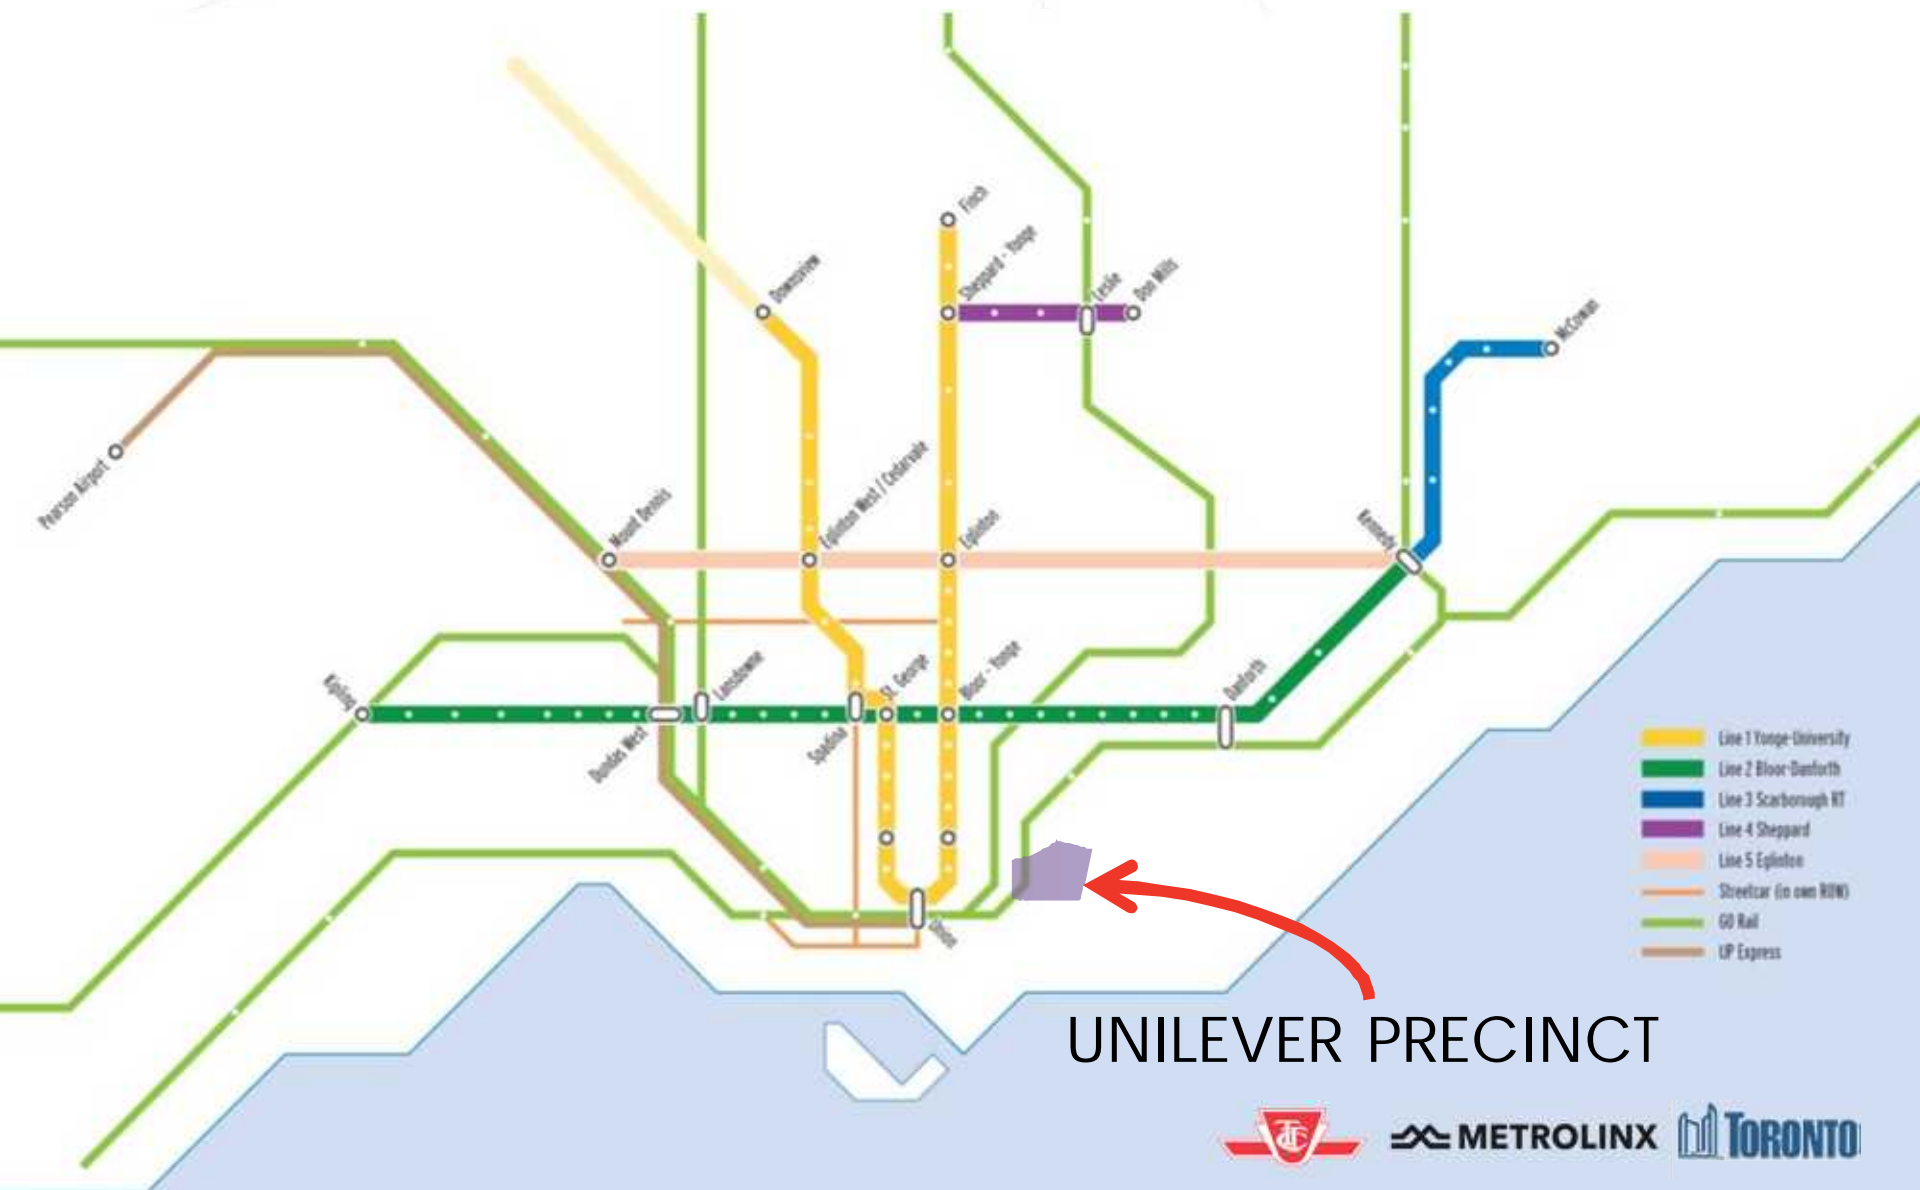 Finch
Sheppard - Yonge
Downsview
Leslie
Don Mills
McCowan
Pearson Airport
Mount Dennis
Eglinton West / Cedarvale
Eglinton
Kennedy
Kipling
Lansdowne
St. George
Bloor - Yonge
Danforth
Dundas West
Spadina
Union
Line 1 Yonge-University
Line 2 Bloor-Danforth
Line 3 Scarborough RT
Line 4 Sheppard
Line 5 Eglinton
Streetcar (in own ROW)
GO Rail
UP Express
UNILEVER PRECINCT
TTC
METROLINX
TORONTO